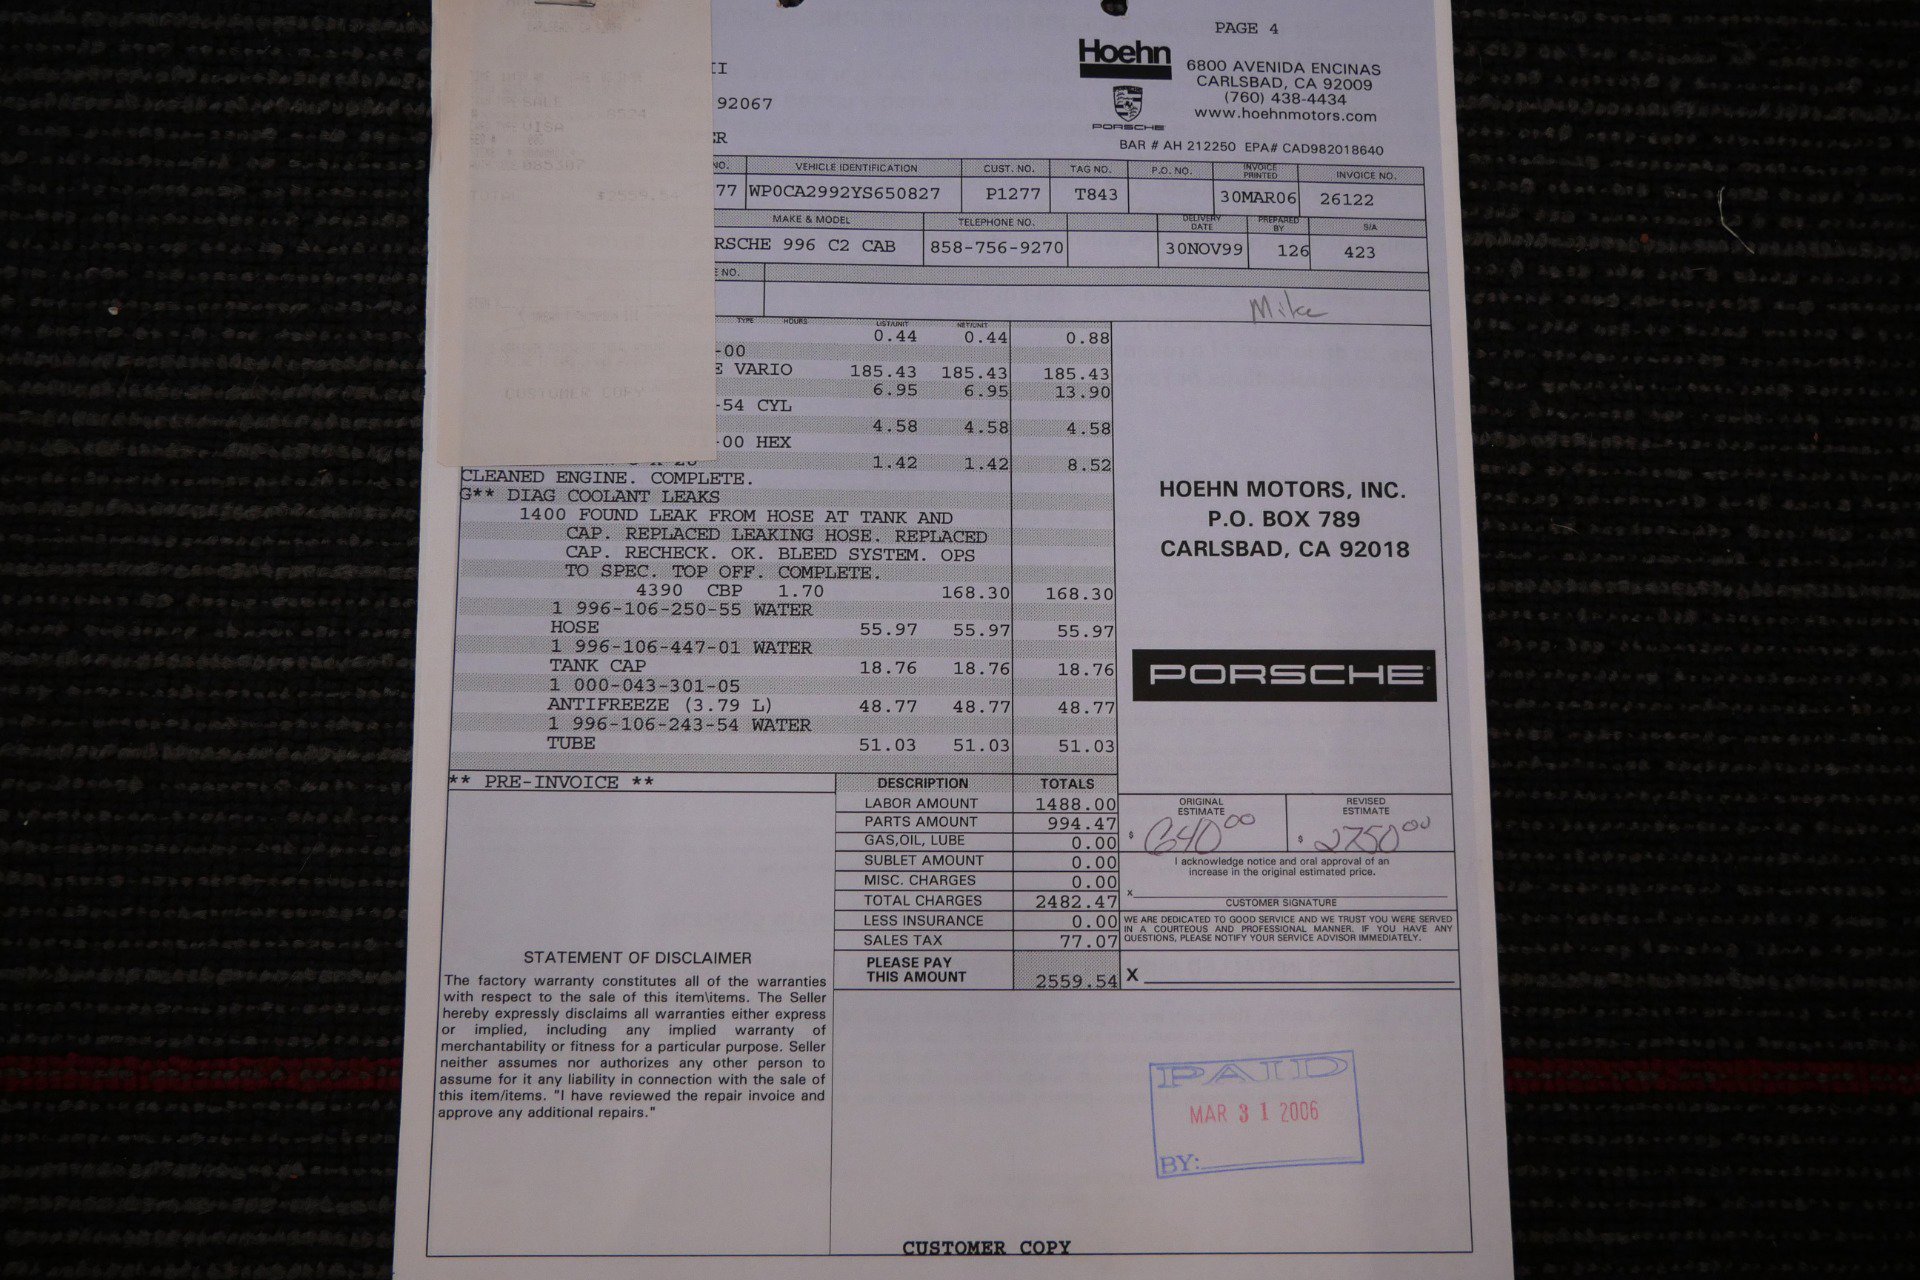 PAGE 4
Hoehn
PORSCHE
6800 AVENIDA ENCINAS
CARLSBAD, CA 92009
(760) 438-4434
www.hoehnmotors.com
BAR # AH 212250 EPA# CAD982018640
II
92067
ER
SALE
8524
VISA
CUSTOMER COPY
NO. VEHICLE IDENTIFICATION CUST. NO. TAG NO. P.O. NO. INVOICE PRINTED INVOICE NO.
77 WP0CA2992YS650827 P1277 T843 30MAR06 26122
MAKE & MODEL TELEPHONE NO. DELIVERY DATE PREPARED BY S/A
RSCHE 996 C2 CAB 858-756-9270 30NOV99 126 423
E NO.
Mike
TYPE HOURS LIST/UNIT NET/UNIT
0.44 0.44 0.88
-00
E VARIO 185.43 185.43 185.43
6.95 6.95 13.90
-54 CYL
4.58 4.58 4.58
-00 HEX
1.42 1.42 8.52
CLEANED ENGINE. COMPLETE.
G** DIAG COOLANT LEAKS
1400 FOUND LEAK FROM HOSE AT TANK AND
CAP. REPLACED LEAKING HOSE. REPLACED
CAP. RECHECK. OK. BLEED SYSTEM. OPS
TO SPEC. TOP OFF. COMPLETE.
4390 CBP 1.70 168.30 168.30
1 996-106-250-55 WATER
HOSE 55.97 55.97 55.97
1 996-106-447-01 WATER
TANK CAP 18.76 18.76 18.76
1 000-043-301-05
ANTIFREEZE (3.79 L) 48.77 48.77 48.77
1 996-106-243-54 WATER
TUBE 51.03 51.03 51.03
HOEHN MOTORS, INC.
P.O. BOX 789
CARLSBAD, CA 92018
PORSCHE
** PRE-INVOICE **
DESCRIPTION TOTALS
LABOR AMOUNT 1488.00
PARTS AMOUNT 994.47
GAS,OIL, LUBE 0.00
SUBLET AMOUNT 0.00
MISC. CHARGES 0.00
TOTAL CHARGES 2482.47
LESS INSURANCE 0.00
SALES TAX 77.07
PLEASE PAY
THIS AMOUNT 2559.54
ORIGINAL ESTIMATE
$ 640 00
REVISED ESTIMATE
$ 2750 00
I acknowledge notice and oral approval of an
increase in the original estimated price.
x
CUSTOMER SIGNATURE
WE ARE DEDICATED TO GOOD SERVICE AND WE TRUST YOU WERE SERVED
IN A COURTEOUS AND PROFESSIONAL MANNER. IF YOU HAVE ANY
QUESTIONS, PLEASE NOTIFY YOUR SERVICE ADVISOR IMMEDIATELY.
X
STATEMENT OF DISCLAIMER
The factory warranty constitutes all of the warranties
with respect to the sale of this item\items. The Seller
hereby expressly disclaims all warranties either express
or implied, including any implied warranty of
merchantability or fitness for a particular purpose. Seller
neither assumes nor authorizes any other person to
assume for it any liability in connection with the sale of
this item/items. "I have reviewed the repair invoice and
approve any additional repairs."
PAID
MAR 31 2006
BY:
CUSTOMER COPY